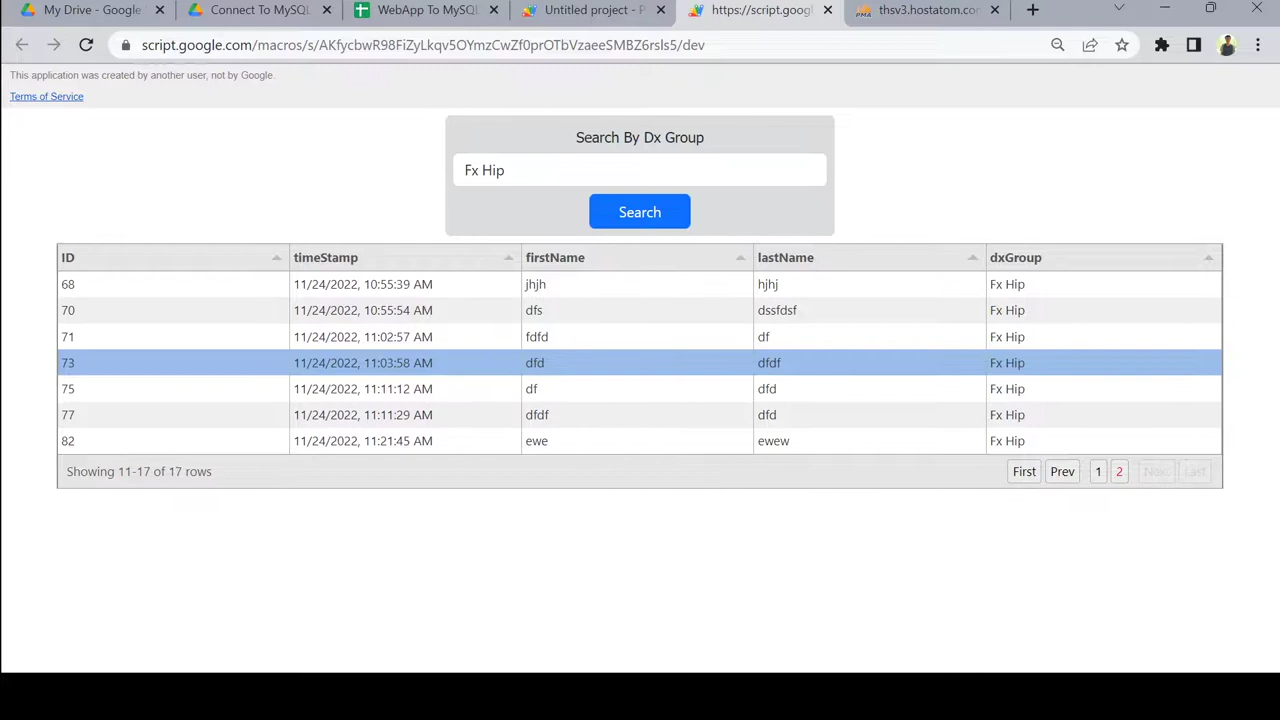 My Drive - Google
Connect To MySQL
WebApp To MySQL
Untitled project - P
https://script.googl
thsv3.hostatom.com
script.google.com/macros/s/AKfycbwR98FiZyLkqv5OYmzCwZf0prOTbVzaeeSMBZ6rsIs5/dev
This application was created by another user, not by Google.
Terms of Service
Search By Dx Group
Fx Hip
Search
ID timeStamp firstName lastName dxGroup
68 11/24/2022, 10:55:39 AM jhjh hjhj Fx Hip
70 11/24/2022, 10:55:54 AM dfs dssfdsf Fx Hip
71 11/24/2022, 11:02:57 AM fdfd df Fx Hip
73 11/24/2022, 11:03:58 AM dfd dfdf Fx Hip
75 11/24/2022, 11:11:12 AM df dfd Fx Hip
77 11/24/2022, 11:11:29 AM dfdf dfd Fx Hip
82 11/24/2022, 11:21:45 AM ewe ewew Fx Hip
Showing 11-17 of 17 rows First Prev 1 2 Next Last